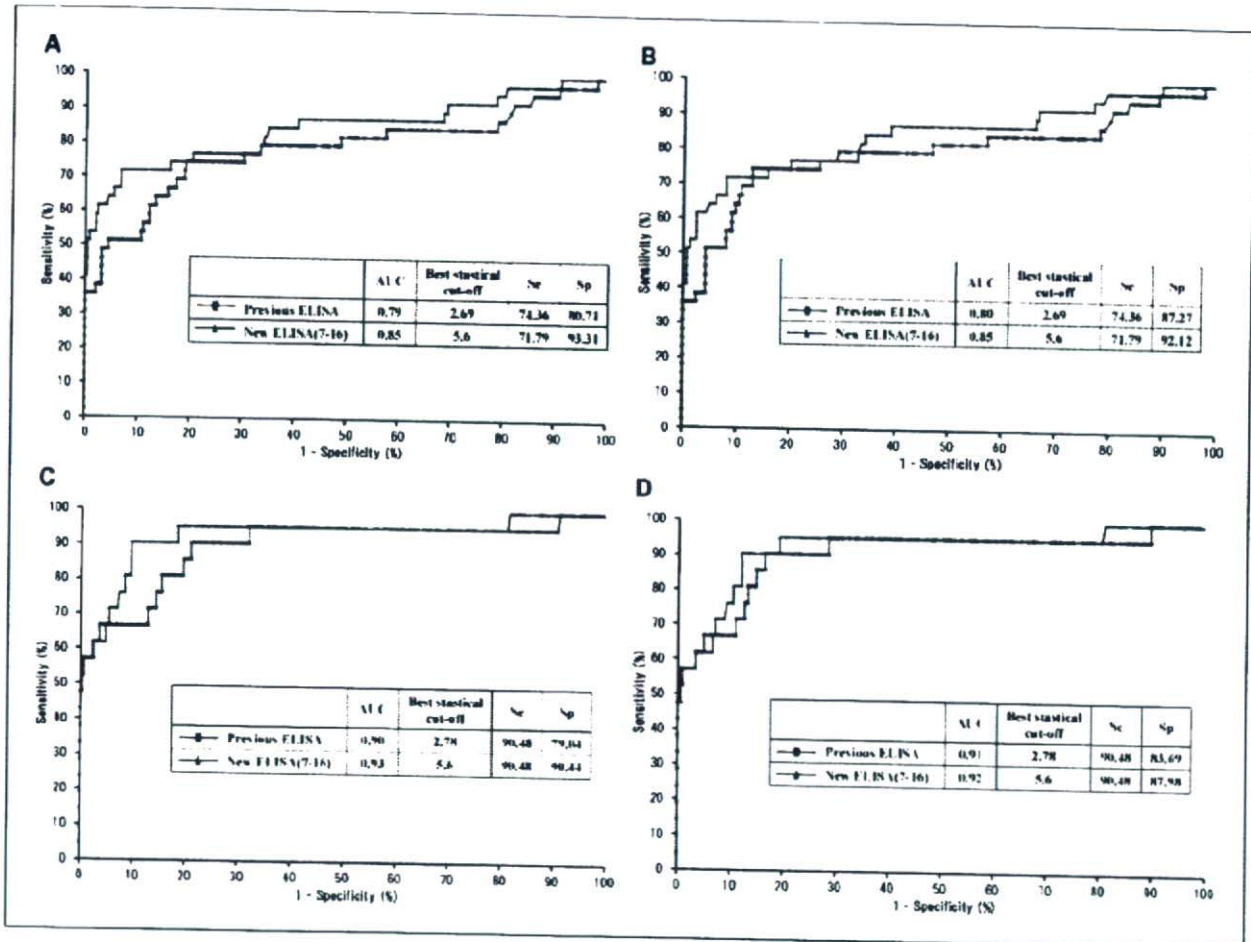 A
100
90
80
70
60
50
40
30
20
10
0
Sensitivity (%)
0 10 20 30 40 50 60 70 80 90 100
1 - Specificity (%)
AUC Best stastical cut-off Se Sp
Previous ELISA 0,79 2.69 74.36 80.71
New ELISA(7-16) 0,85 5.6 71.79 93.31
B
100
90
80
70
60
50
40
30
20
10
0
Sensitivity (%)
0 10 20 30 40 50 60 70 80 90 100
1 - Specificity (%)
AUC Best stastical cut-off Se Sp
Previous ELISA 0.80 2.69 74.36 87.27
New ELISA(7-16) 0.85 5.6 71.79 92.12
C
100
90
80
70
60
50
40
30
20
10
0
Sensitivity (%)
0 10 20 30 40 50 60 70 80 90 100
1 - Specificity (%)
AUC Best stastical cut-off Se Sp
Previous ELISA 0,90 2.78 90,48 79,04
New ELISA(7-16) 0,93 5,6 90,48 90,44
D
100
90
80
70
60
50
40
30
20
10
0
Sensitivity (%)
0 10 20 30 40 50 60 70 80 90 100
1 - Specificity (%)
AUC Best stastical cut-off Se Sp
Previous ELISA 0,91 2,78 90,48 83,69
New ELISA(7-16) 0,92 5,6 90,48 87,98